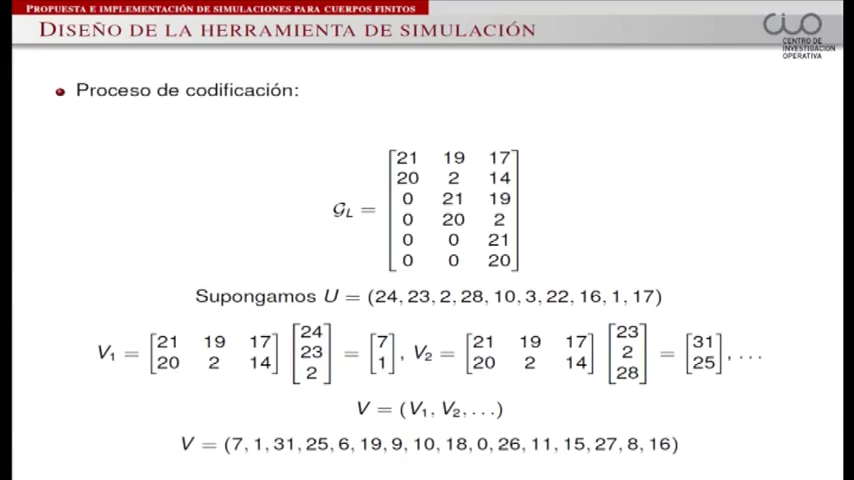 PROPUESTA E IMPLEMENTACIÓN DE SIMULACIONES PARA CUERPOS FINITOS
DISEÑO DE LA HERRAMIENTA DE SIMULACIÓN
CIO
CENTRO DE
INVESTIGACION
OPERATIVA
Proceso de codificación:
21 19 17
20 2 14
0 21 19
G_L = 
0 20 2
0 0 21
0 0 20
Supongamos U = (24, 23, 2, 28, 10, 3, 22, 16, 1, 17)
V₁ = [21 19 17; 20 2 14] [24; 23; 2] = [7; 1], V₂ = [21 19 17; 20 2 14] [23; 2; 28] = [31; 25], . . .
V = (V₁, V₂, . . .)
V = (7, 1, 31, 25, 6, 19, 9, 10, 18, 0, 26, 11, 15, 27, 8, 16)